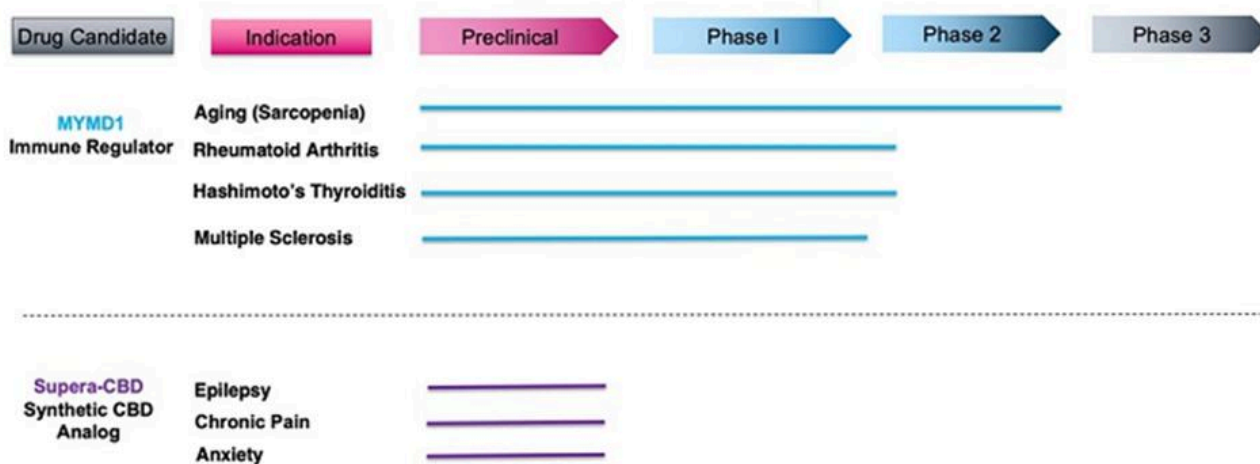 Drug Candidate Indication Preclinical Phase I Phase 2 Phase 3
Aging (Sarcopenia)
MYMD1
Immune Regulator
Rheumatoid Arthritis
Hashimoto's Thyroiditis
Multiple Sclerosis
Supera-CBD
Synthetic CBD
Analog
Epilepsy
Chronic Pain
Anxiety